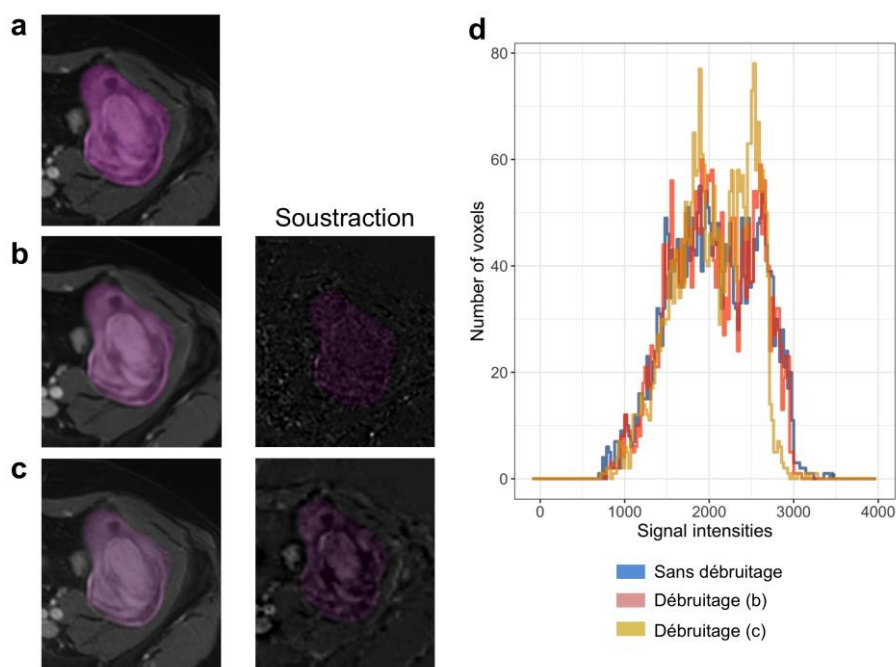 a
Soustraction
b
c
d
80
60
40
20
0
Number of voxels
0 1000 2000 3000 4000
Signal intensities
Sans débruitage
Débruitage (b)
Débruitage (c)